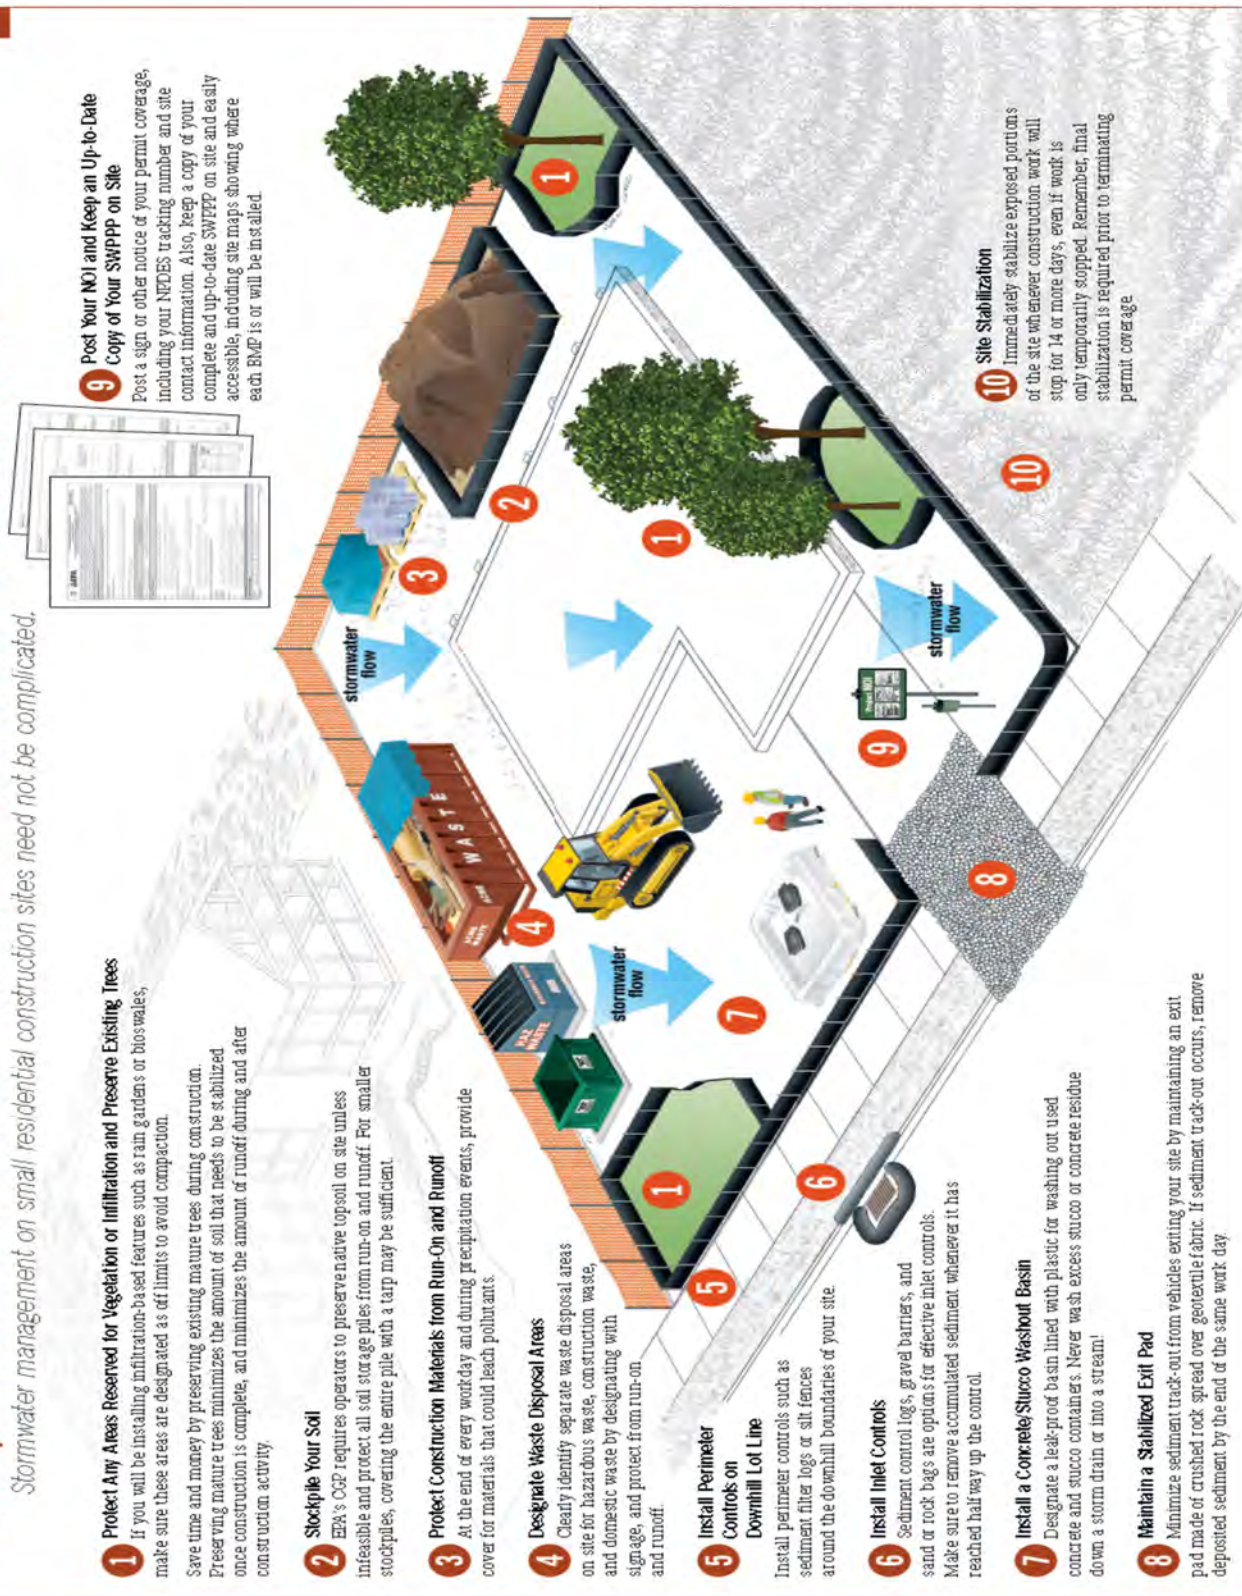 Stormwater management on small residential construction sites need not be complicated.
1
Protect Any Areas Reserved for Vegetation or Infiltration and Preserve Existing Trees
If you will be installing infiltration-based features such as rain gardens or bioswales,
make sure these areas are designated as off limits to avoid compaction.
Save time and money by preserving existing mature trees during construction.
Preserving mature trees minimizes the amount of soil that needs to be stabilized
once construction is complete, and minimizes the amount of runoff during and after
construction activity.
2
Stockpile Your Soil
EPA's CGP requires operators to preserve native topsoil on site unless
infeasible and protect all soil storage piles from run-on and runoff. For smaller
stockpiles, covering the entire pile with a tarp may be sufficient.
3
Protect Construction Materials from Run-On and Runoff
At the end of every workday and during precipitation events, provide
cover for materials that could leach pollutants.
4
Designate Waste Disposal Areas
Clearly identify separate waste disposal areas
on site for hazardous waste, construction waste,
and domestic waste by designating with
signage, and protect from run-on
and runoff.
5
Install Perimeter
Controls on
Downhill Lot Line
Install perimeter controls such as
sediment filter logs or silt fences
around the downhill boundaries of your site.
6
Install Inlet Controls
Sediment control logs, gravel barriers, and
sand or rock bags are options for effective inlet controls.
Make sure to remove accumulated sediment whenever it has
reached halfway up the control.
7
Install a Concrete/Stucco Washout Basin
Designate a leak-proof basin lined with plastic for washing out used
concrete and stucco containers. Never wash excess stucco or concrete residue
down a storm drain or into a stream!
8
Maintain a Stabilized Exit Pad
Minimize sediment track-out from vehicles exiting your site by maintaining an exit
pad made of crushed rock spread over geotextile fabric. If sediment track-out occurs, remove
deposited sediment by the end of the same work day.
9
Post Your NOI and Keep an Up-to-Date
Copy of Your SWPPP on Site
Post a sign or other notice of your permit coverage,
including your NPDES tracking number and site
contact information. Also, keep a copy of your
complete and up-to-date SWPPP on site and easily
accessible, including site maps showing where
each BMP is or will be installed.
10
Site Stabilization
Immediately stabilize exposed portions
of the site whenever construction work will
stop for 14 or more days, even if work is
only temporarily stopped. Remember, final
stabilization is required prior to terminating
permit coverage
stormwater
flow
stormwater
flow
stormwater
flow
ACME
WASTE
ACME WASTE
HAZ
WASTE
Project NOI
1
1
1
2
3
4
5
6
7
8
9
10